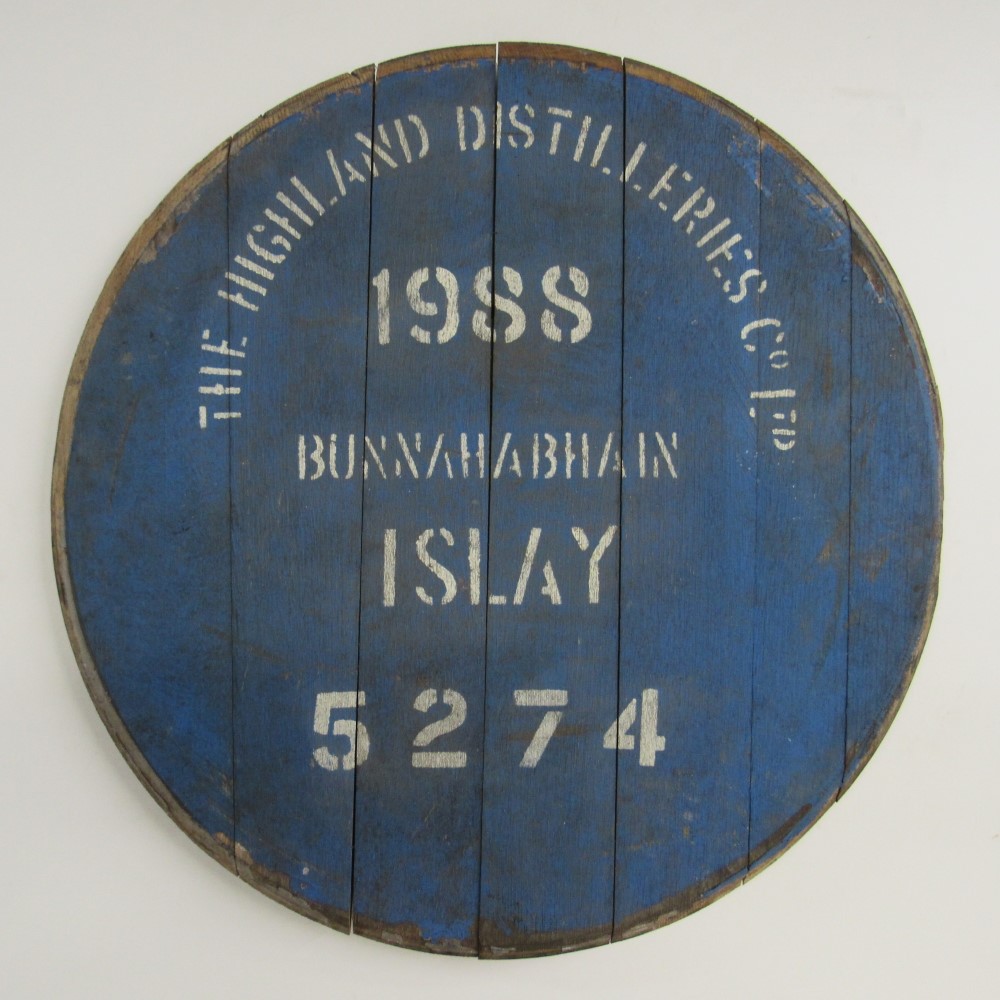 THE HIGHLAND DISTILLERIES Co LTD
1988
BUNNAHABHAIN
ISLAY
5274